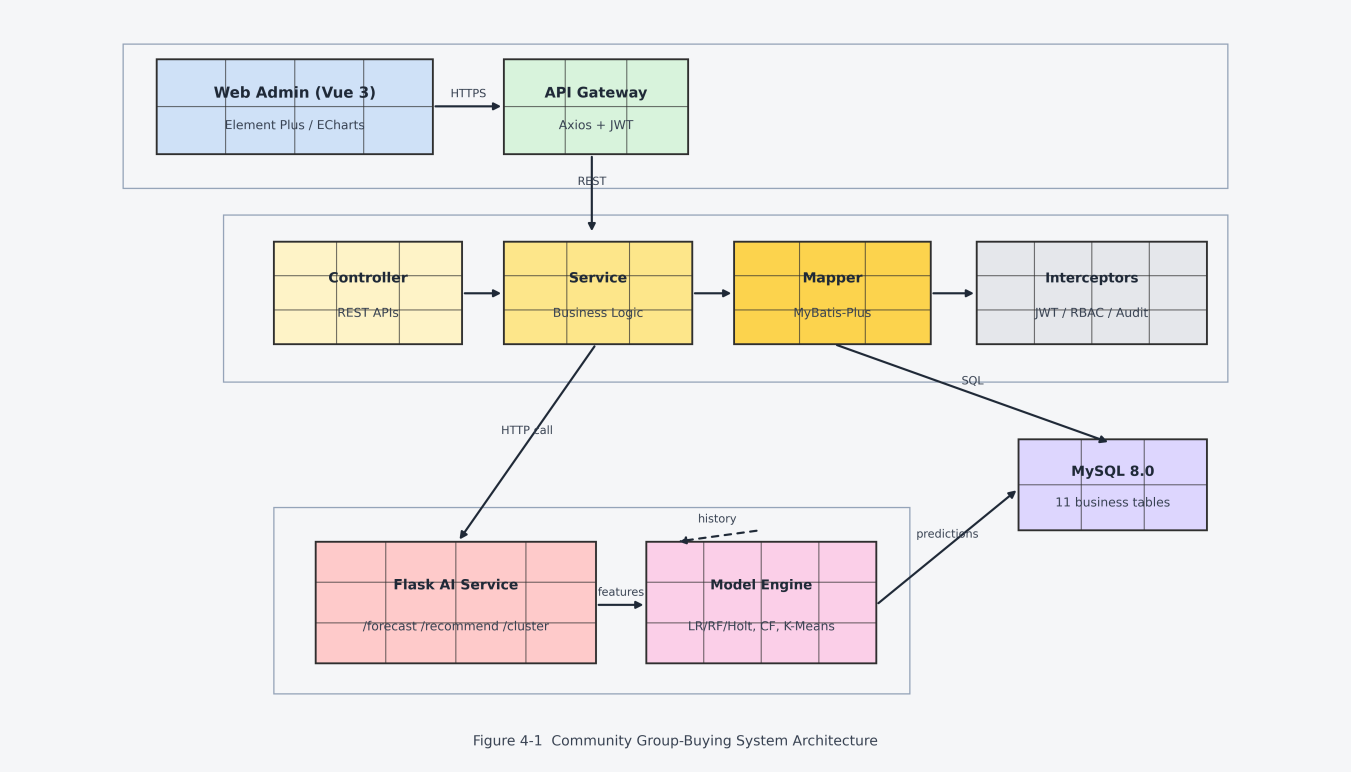 Web Admin (Vue 3)
Element Plus / ECharts
HTTPS
API Gateway
Axios + JWT
REST
Controller
REST APIs
Service
Business Logic
Mapper
MyBatis-Plus
Interceptors
JWT / RBAC / Audit
SQL
HTTP call
MySQL 8.0
11 business tables
history
predictions
Flask AI Service
/forecast /recommend /cluster
features
Model Engine
LR/RF/Holt, CF, K-Means
Figure 4-1  Community Group-Buying System Architecture